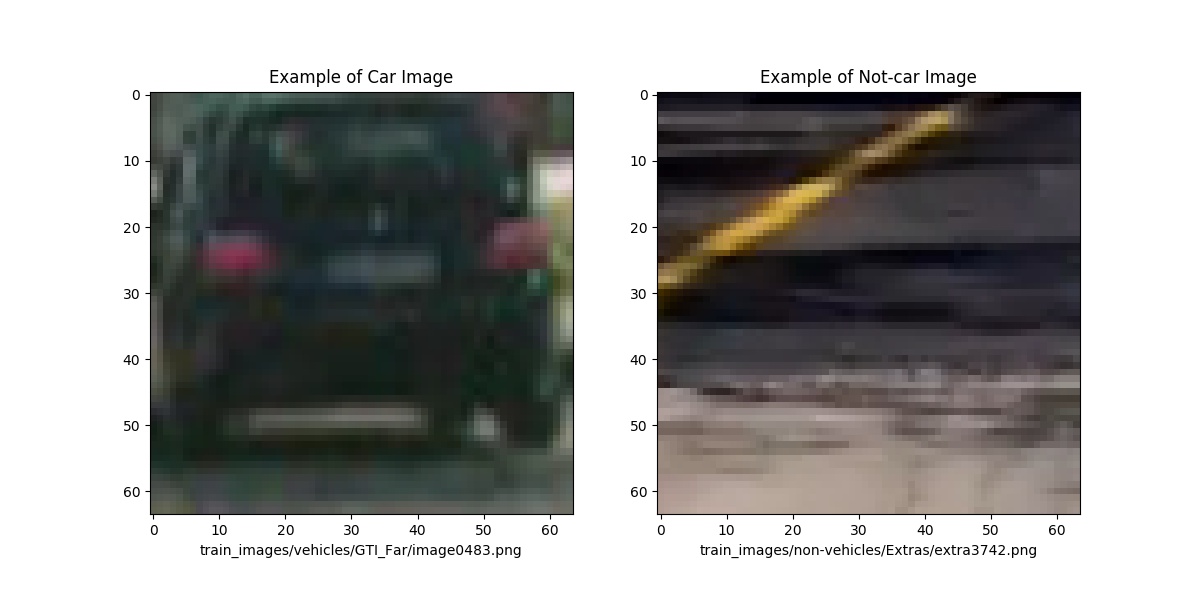 Example of Car Image
0
10
20
30
40
50
60
0 10 20 30 40 50 60
train_images/vehicles/GTI_Far/image0483.png
Example of Not-car Image
0
10
20
30
40
50
60
0 10 20 30 40 50 60
train_images/non-vehicles/Extras/extra3742.png